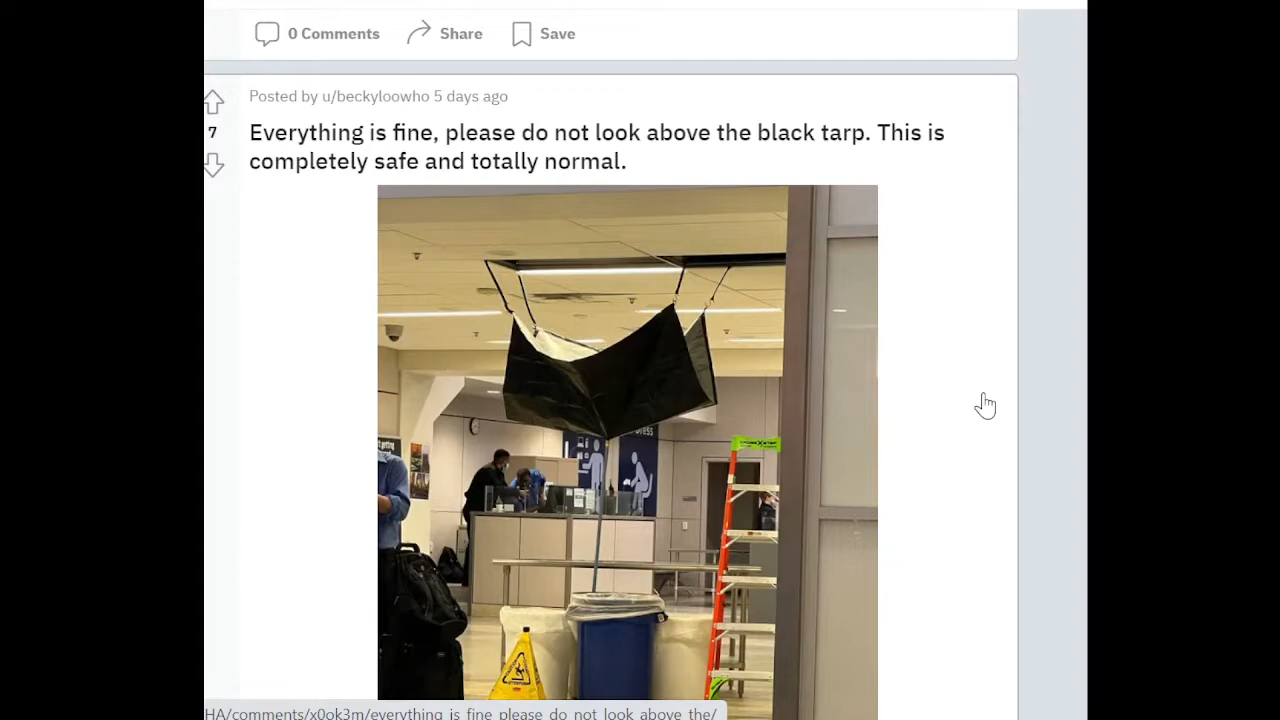 0 Comments Share Save
Posted by u/beckyloowho 5 days ago
7
Everything is fine, please do not look above the black tarp. This is
completely safe and totally normal.
HA/comments/x0ok3m/everything_is_fine_please_do_not_look_above_the/